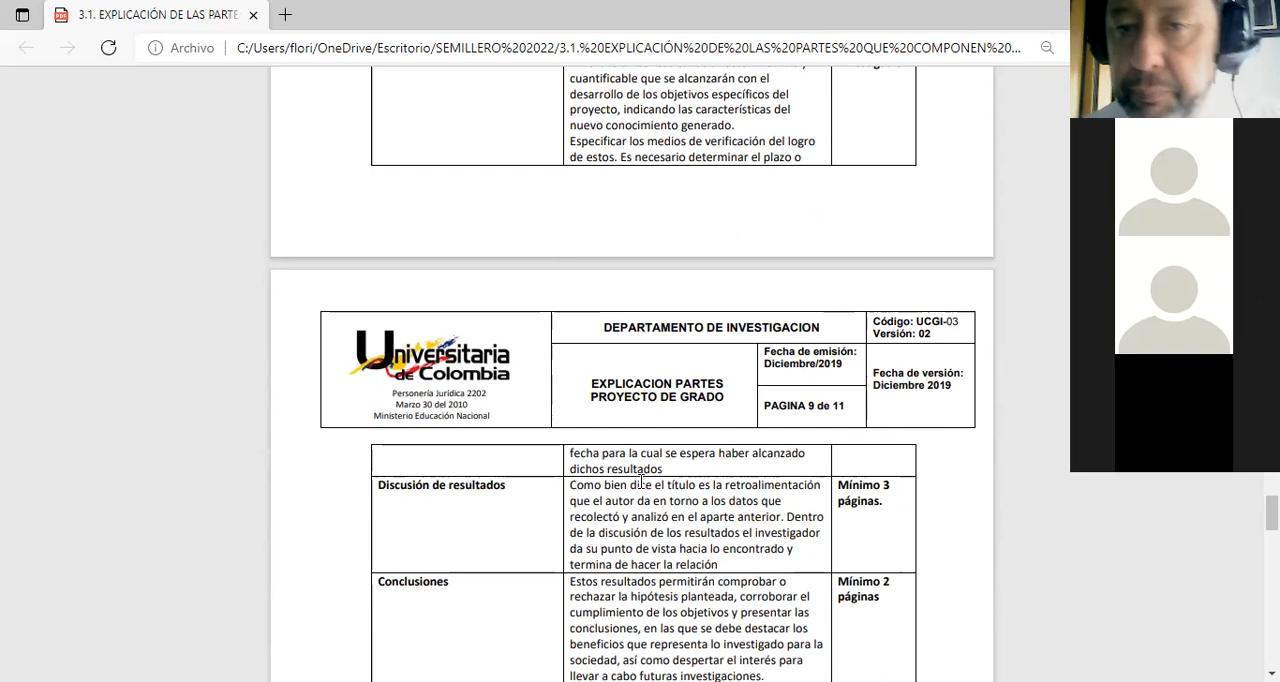 3.1. EXPLICACIÓN DE LAS PARTE
Archivo
C:/Users/flori/OneDrive/Escritorio/SEMILLERO%202022/3.1.%20EXPLICACIÓN%20DE%20LAS%20PARTES%20QUE%20COMPONEN%20...
cuantificable que se alcanzarán con el
desarrollo de los objetivos específicos del
proyecto, indicando las características del
nuevo conocimiento generado.
Especificar los medios de verificación del logro
de estos. Es necesario determinar el plazo o
Universitaria
de Colombia
Personería Jurídica 2202
Marzo 30 del 2010
Ministerio Educación Nacional
DEPARTAMENTO DE INVESTIGACION
EXPLICACION PARTES
PROYECTO DE GRADO
Fecha de emisión:
Diciembre/2019
PAGINA 9 de 11
Código: UCGI-03
Versión: 02
Fecha de versión:
Diciembre 2019
fecha para la cual se espera haber alcanzado
dichos resultados
Discusión de resultados
Como bien dice el título es la retroalimentación
que el autor da en torno a los datos que
recolectó y analizó en el aparte anterior. Dentro
de la discusión de los resultados el investigador
da su punto de vista hacia lo encontrado y
termina de hacer la relación
Mínimo 3
páginas.
Conclusiones
Estos resultados permitirán comprobar o
rechazar la hipótesis planteada, corroborar el
cumplimiento de los objetivos y presentar las
conclusiones, en las que se debe destacar los
beneficios que representa lo investigado para la
sociedad, así como despertar el interés para
llevar a cabo futuras investigaciones.
Mínimo 2
páginas